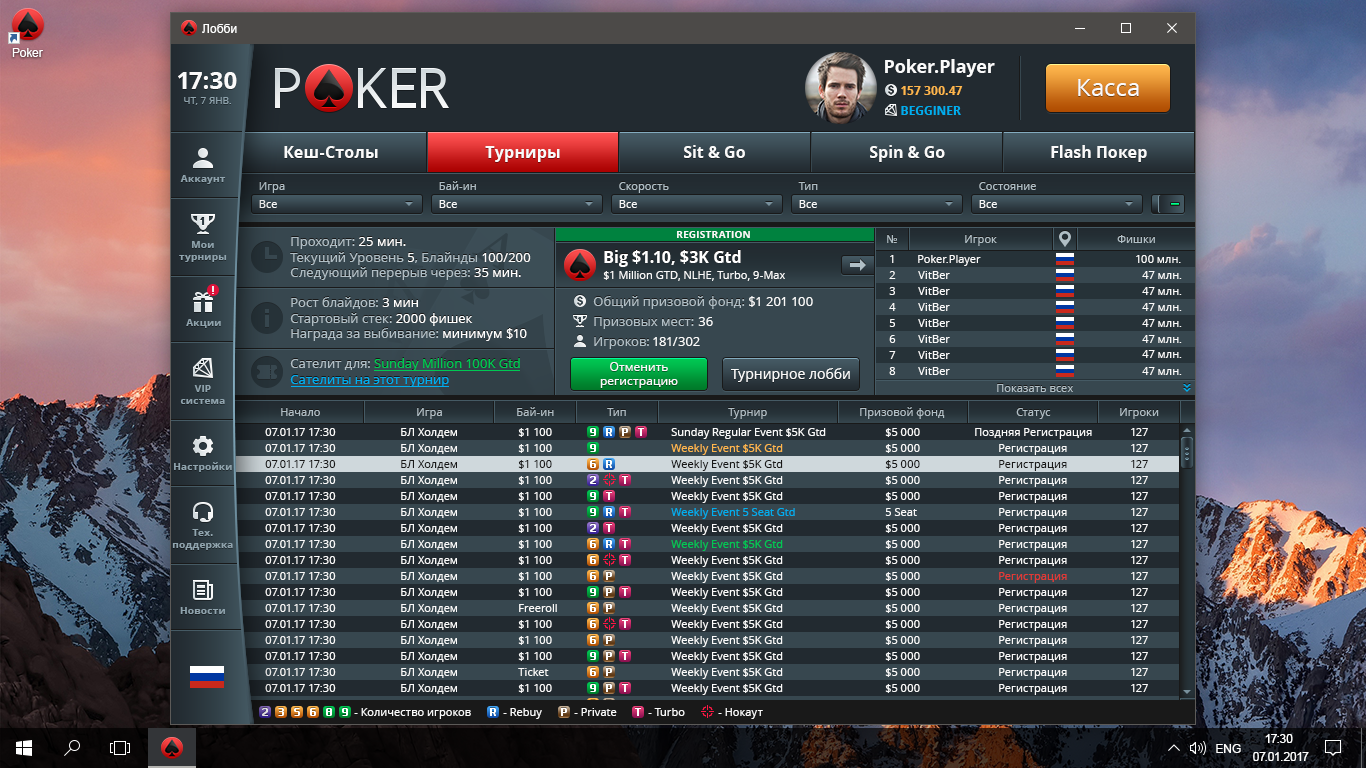 Poker
Лобби
17:30
ЧТ, 7 ЯНВ.
POKER
Poker.Player
157 300.47
BEGGINER
Касса
Аккаунт
Мои
турниры
Акции
VIP
система
Настройки
Тех.
поддержка
Новости
Кеш-Столы Турниры Sit & Go Spin & Go Flash Покер
Игра Бай-ин Скорость Тип Состояние
Все Все Все Все Все
Проходит: 25 мин.
Текущий Уровень 5, Блайнды 100/200
Следующий перерыв через: 35 мин.
Рост блайдов: 3 мин
Стартовый стек: 2000 фишек
Награда за выбивание: минимум $10
Сателит для: Sunday Million 100K Gtd
Сателиты на этот турнир
REGISTRATION
Big $1.10, $3K Gtd
$1 Million GTD, NLHE, Turbo, 9-Max
Общий призовой фонд: $1 201 100
Призовых мест: 36
Игроков: 181/302
Отменить
регистрацию
Турнирное лобби
№ Игрок Фишки
1 Poker.Player 100 млн.
2 VitBer 47 млн.
3 VitBer 47 млн.
4 VitBer 47 млн.
5 VitBer 47 млн.
6 VitBer 47 млн.
7 VitBer 47 млн.
8 VitBer 47 млн.
Показать всех
Начало Игра Бай-ин Тип Турнир Призовой фонд Статус Игроки
07.01.17 17:30 БЛ Холдем $1 100 9 R P T Sunday Regular Event $5K Gtd $5 000 Поздняя Регистрация 127
07.01.17 17:30 БЛ Холдем $1 100 9 Weekly Event $5K Gtd $5 000 Регистрация 127
07.01.17 17:30 БЛ Холдем $1 100 6 R Weekly Event $5K Gtd $5 000 Регистрация 127
07.01.17 17:30 БЛ Холдем $1 100 2 T Weekly Event $5K Gtd $5 000 Регистрация 127
07.01.17 17:30 БЛ Холдем $1 100 9 T Weekly Event $5K Gtd $5 000 Регистрация 127
07.01.17 17:30 БЛ Холдем $1 100 9 R T Weekly Event 5 Seat Gtd 5 Seat Регистрация 127
07.01.17 17:30 БЛ Холдем $1 100 2 T Weekly Event $5K Gtd $5 000 Регистрация 127
07.01.17 17:30 БЛ Холдем $1 100 6 R T Weekly Event $5K Gtd $5 000 Регистрация 127
07.01.17 17:30 БЛ Холдем $1 100 6 T Weekly Event $5K Gtd $5 000 Регистрация 127
07.01.17 17:30 БЛ Холдем $1 100 6 P Weekly Event $5K Gtd $5 000 Регистрация 127
07.01.17 17:30 БЛ Холдем $1 100 9 P T Weekly Event $5K Gtd $5 000 Регистрация 127
07.01.17 17:30 БЛ Холдем Freeroll 6 P Weekly Event $5K Gtd $5 000 Регистрация 127
07.01.17 17:30 БЛ Холдем $1 100 6 T Weekly Event $5K Gtd $5 000 Регистрация 127
07.01.17 17:30 БЛ Холдем $1 100 6 P Weekly Event $5K Gtd $5 000 Регистрация 127
07.01.17 17:30 БЛ Холдем $1 100 9 P T Weekly Event $5K Gtd $5 000 Регистрация 127
07.01.17 17:30 БЛ Холдем Ticket 6 P Weekly Event $5K Gtd $5 000 Регистрация 127
07.01.17 17:30 БЛ Холдем $1 100 9 P T Weekly Event $5K Gtd $5 000 Регистрация 127
2 3 5 6 8 9 - Количество игроков R - Rebuy P - Private T - Turbo - Нокаут
ENG
17:30
07.01.2017